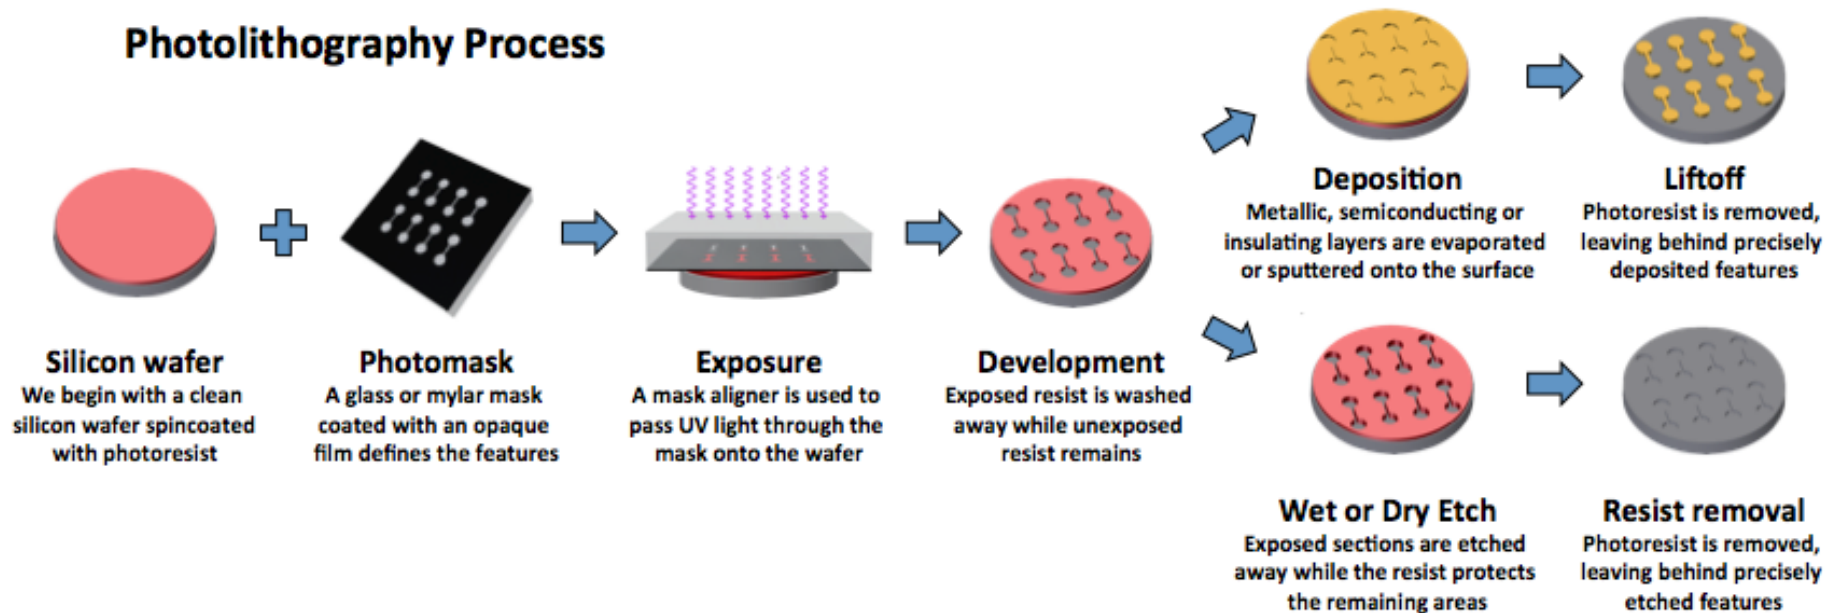 Photolithography Process
Silicon wafer
We begin with a clean
silicon wafer spincoated
with photoresist
Photomask
A glass or mylar mask
coated with an opaque
film defines the features
Exposure
A mask aligner is used to
pass UV light through the
mask onto the wafer
Development
Exposed resist is washed
away while unexposed
resist remains
Deposition
Metallic, semiconducting or
insulating layers are evaporated
or sputtered onto the surface
Liftoff
Photoresist is removed,
leaving behind precisely
deposited features
Wet or Dry Etch
Exposed sections are etched
away while the resist protects
the remaining areas
Resist removal
Photoresist is removed,
leaving behind precisely
etched features